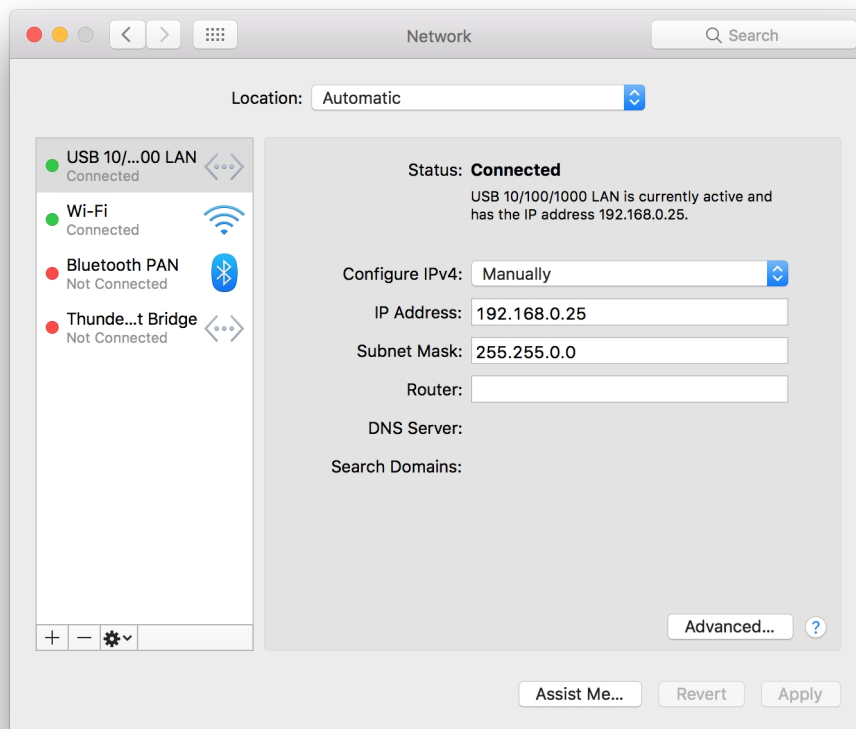 Network
Search
Location: Automatic
USB 10/...00 LAN
Connected
Wi-Fi
Connected
Bluetooth PAN
Not Connected
Thunde...t Bridge
Not Connected
Status: Connected
USB 10/100/1000 LAN is currently active and
has the IP address 192.168.0.25.
Configure IPv4: Manually
IP Address: 192.168.0.25
Subnet Mask: 255.255.0.0
Router:
DNS Server:
Search Domains:
Advanced... ?
Assist Me... Revert Apply